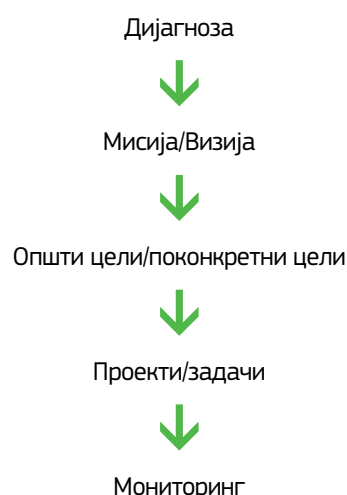 Дијагноза
Мисија/Визија
Општи цели/поконкретни цели
Проекти/задачи
Мониторинг